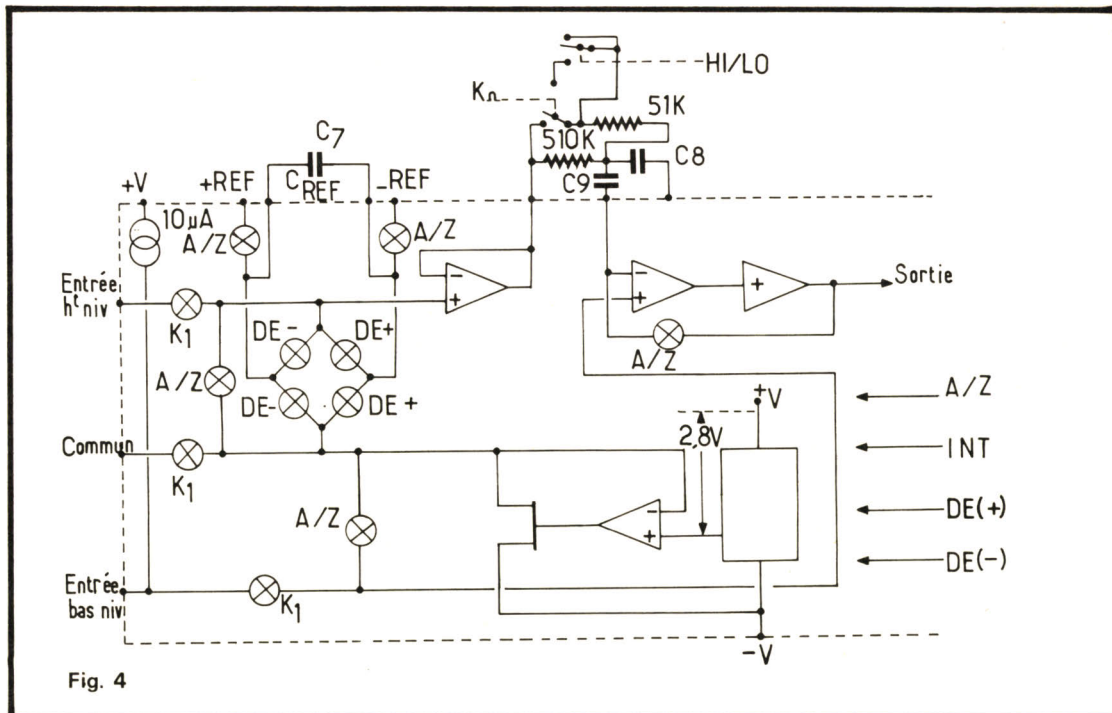 HI/LO
KΩ
51K
510K
C7
C8
+V
+REF
C REF
-REF
C9
10µA
A/Z
A/Z
Entrée
hᵗ niv
Sortie
K1
DE-
DE+
A/Z
A/Z
DE-
DE+
A/Z
+V
Commun
2,8V
INT
K1
A/Z
DE(+)
DE(-)
Entrée
bas niv
K1
-V
Fig. 4